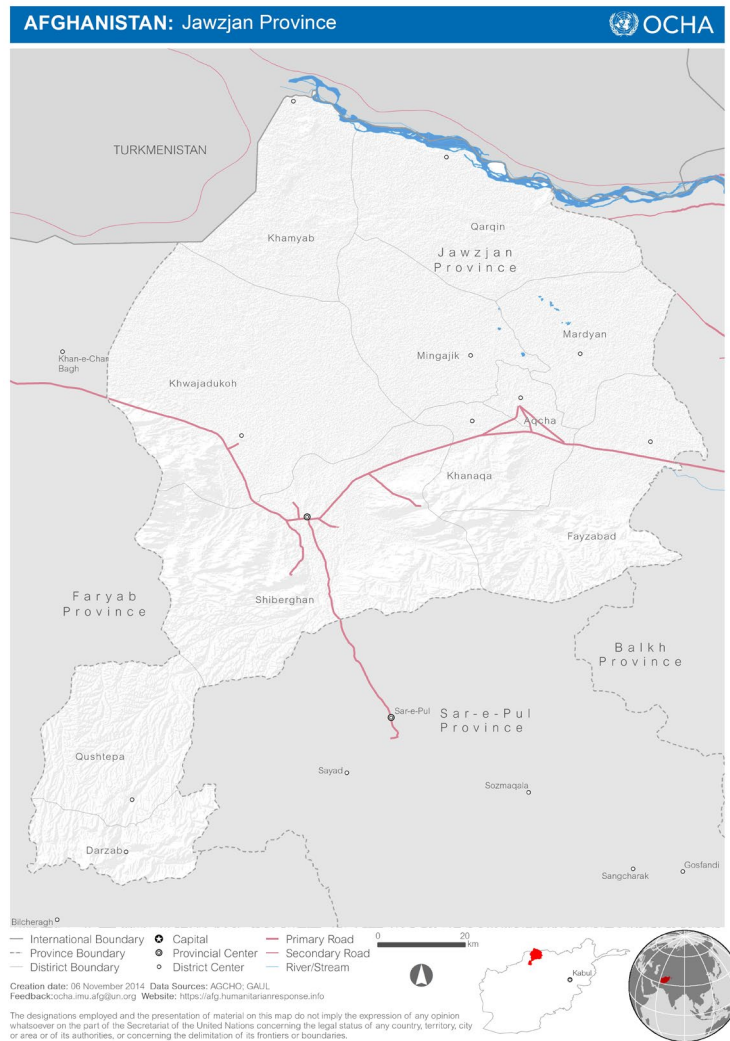 AFGHANISTAN: Jawzjan Province
OCHA
TURKMENISTAN
Qarqin
Khamyab
Jawzjan
Province
Mardyan
Mingajik
Khan-e-Char
Bagh
Khwajadukoh
Aqcha
Khanaqa
Fayzabad
Faryab
Province
Shiberghan
Balkh
Province
Sar-e-Pul
Sar-e-Pul
Province
Qushtepa
Sayad
Sozmaqala
Darzab
Sangcharak
Gosfandi
Bilcheragh
International Boundary
Province Boundary
District Boundary
Capital
Provincial Center
District Center
Primary Road
Secondary Road
River/Stream
0 20
km
Kabul
Creation date: 06 November 2014 Data Sources: AGCHO; GAUL
Feedback:ocha.imu.afg@un.org Website: https://afg.humanitarianresponse.info
The designations employed and the presentation of material on this map do not imply the expression of any opinion
whatsoever on the part of the Secretariat of the United Nations concerning the legal status of any country, territory, city
or area or of its authorities, or concerning the delimitation of its frontiers or boundaries.